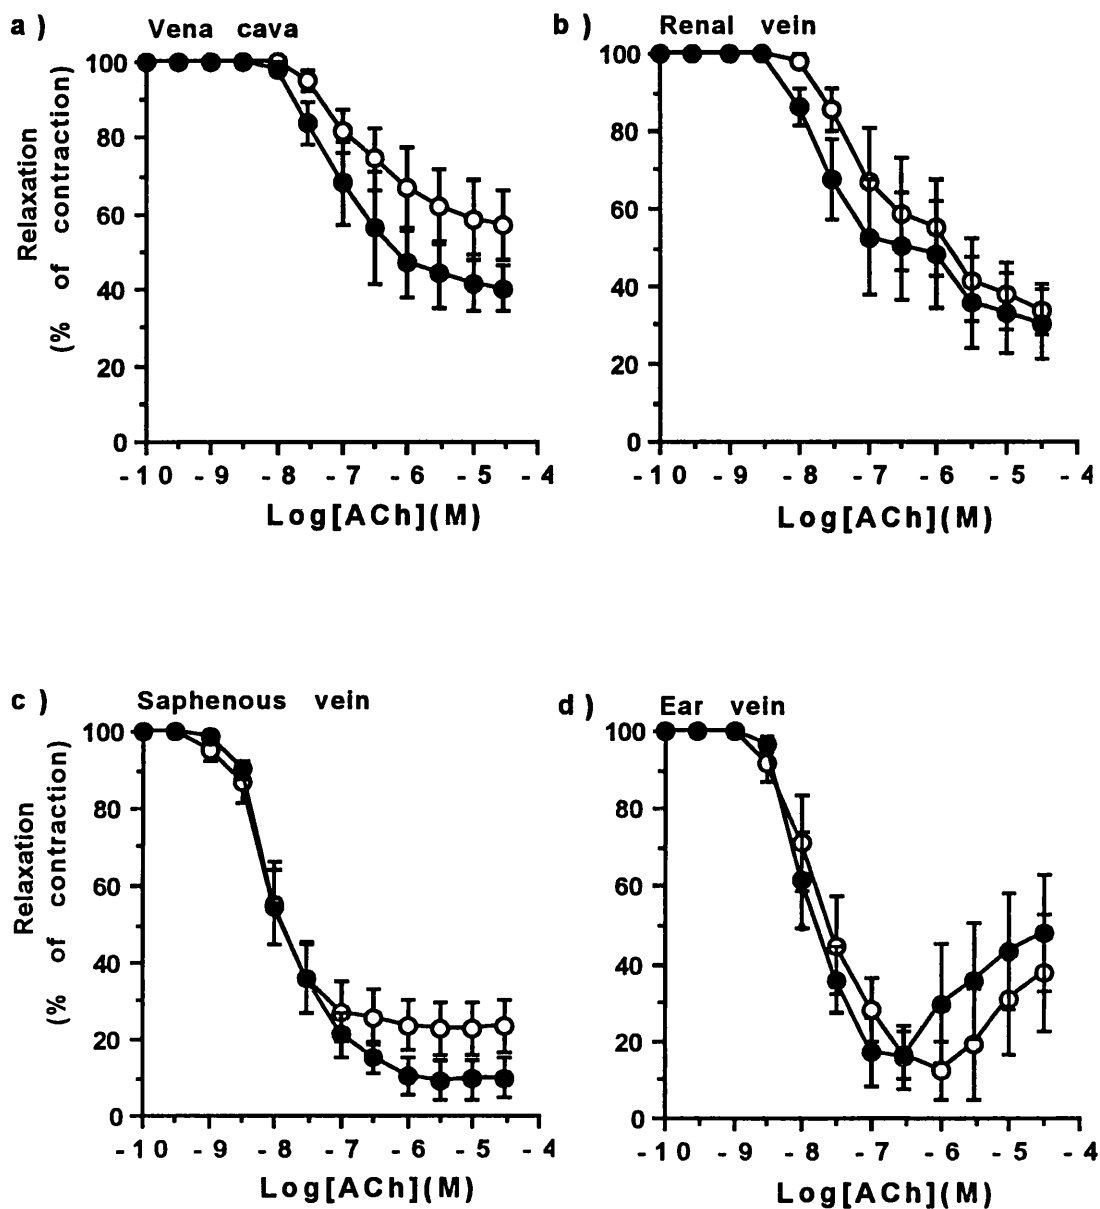 a) Vena cava
Relaxation
(% of contraction)
100
80
60
40
20
0
-10 -9 -8 -7 -6 -5 -4
Log[ACh](M)
b) Renal vein
100
80
60
40
20
0
-10 -9 -8 -7 -6 -5 -4
Log[ACh](M)
c) Saphenous vein
Relaxation
(% of contraction)
100
80
60
40
20
0
-10 -9 -8 -7 -6 -5 -4
Log[ACh](M)
d) Ear vein
100
80
60
40
20
0
-10 -9 -8 -7 -6 -5 -4
Log[ACh](M)